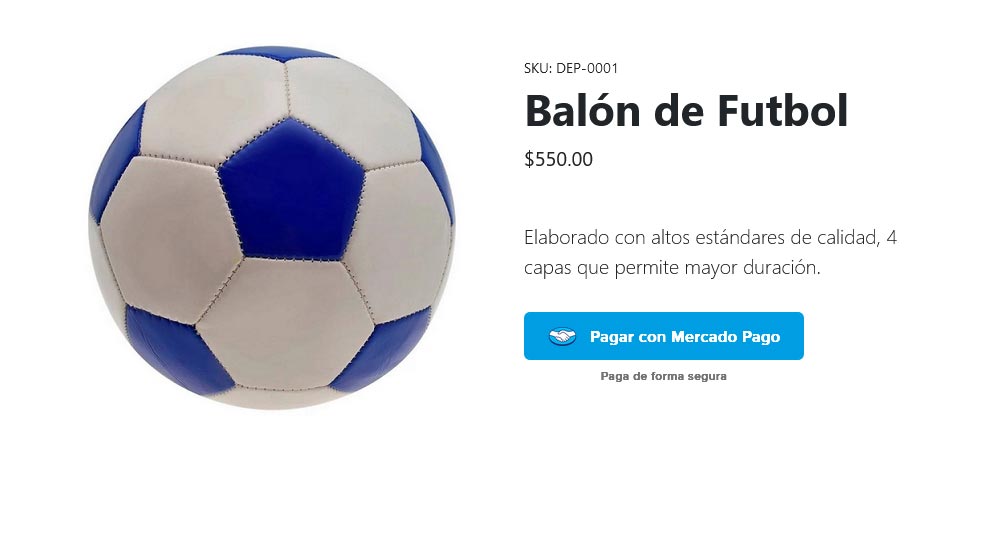 SKU: DEP-0001
Balón de Futbol
$550.00
Elaborado con altos estándares de calidad, 4
capas que permite mayor duración.
Pagar con Mercado Pago
Paga de forma segura